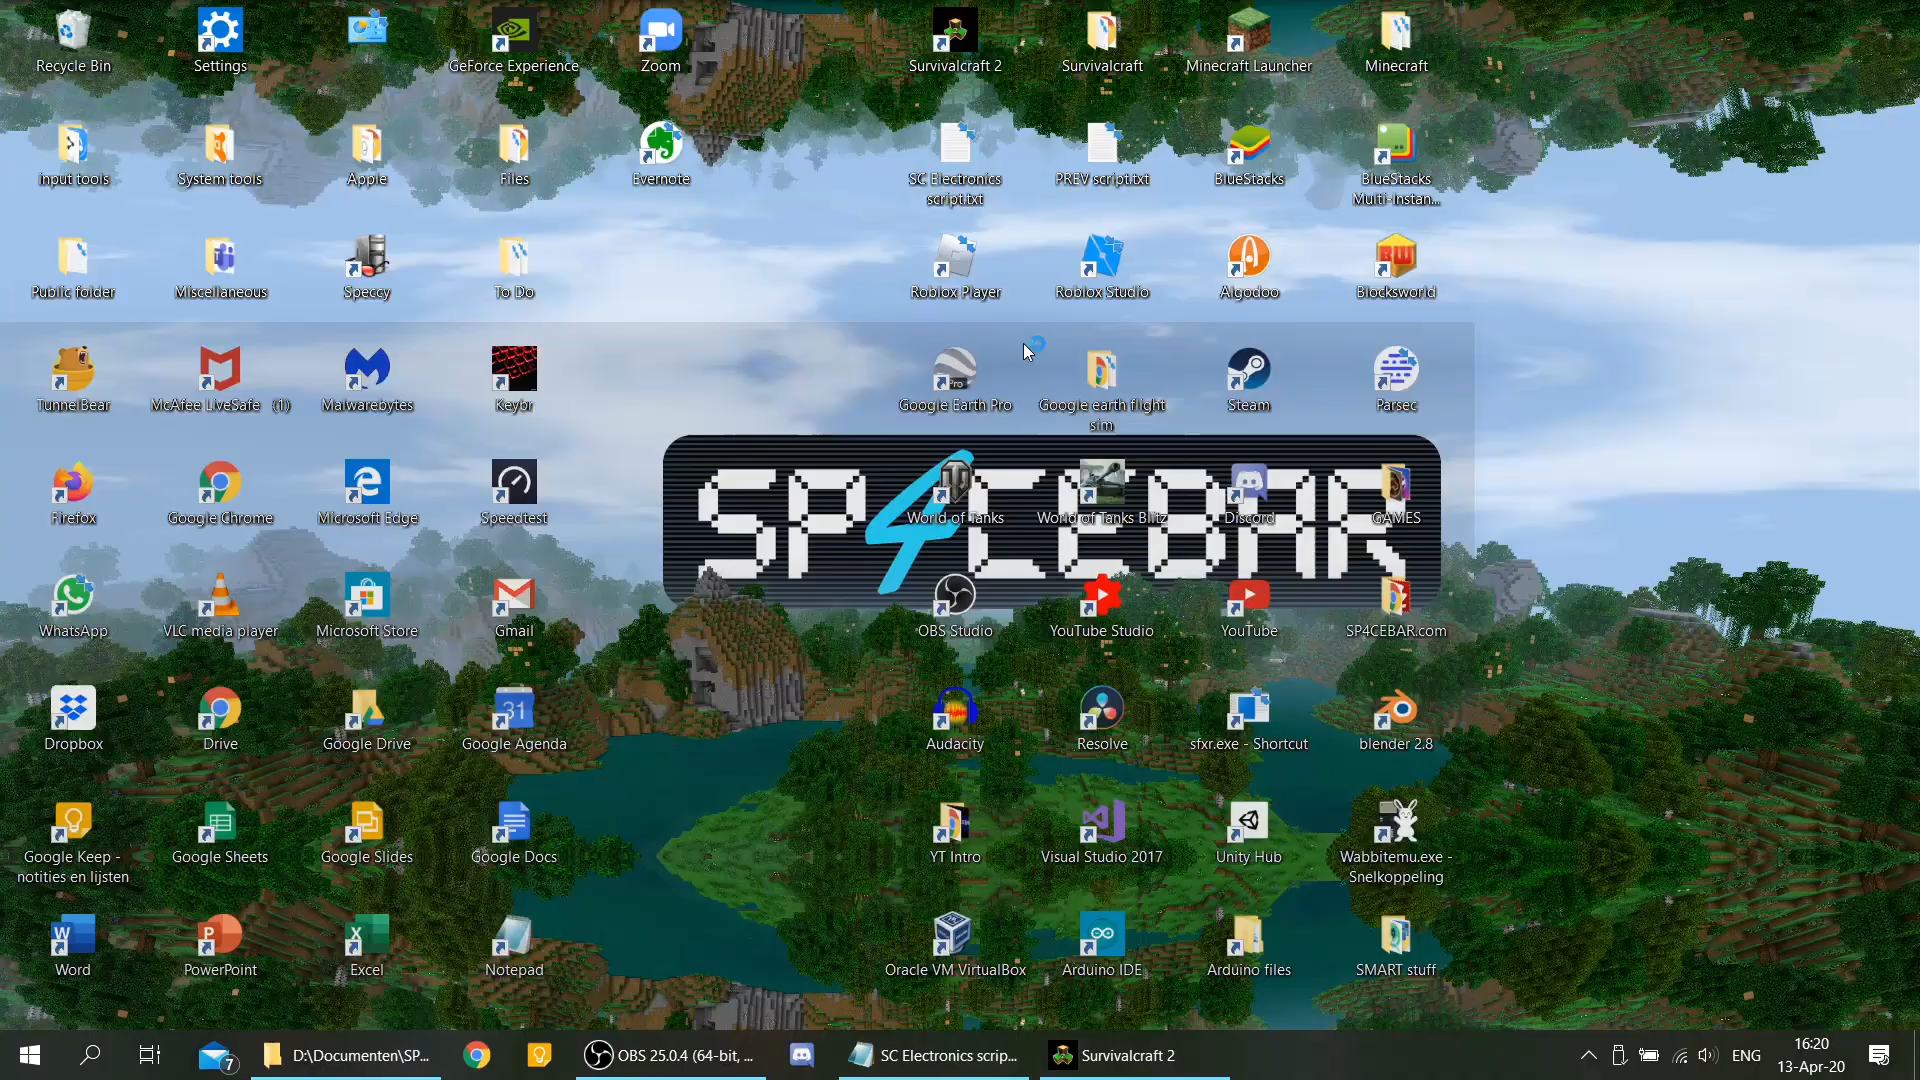 Recycle Bin
Settings
GeForce Experience
Zoom
Survivalcraft 2
Survivalcraft
Minecraft Launcher
Minecraft
input tools
System tools
Apple
Files
Evernote
SC Electronics
script.txt
PREV script.txt
BlueStacks
BlueStacks
Multi-Instan...
Public folder
Miscellaneous
Speccy
To Do
Roblox Player
Roblox Studio
Algodoo
Blocksworld
TunnelBear
McAfee LiveSafe (1)
Malwarebytes
Keybr
Google Earth Pro
Google earth flight
sim
Steam
Parsec
SP4CEBAR
Firefox
Google Chrome
Microsoft Edge
Speedtest
World of Tanks
World of Tanks Blitz
Discord
GAMES
WhatsApp
VLC media player
Microsoft Store
Gmail
OBS Studio
YouTube Studio
YouTube
SP4CEBAR.com
Dropbox
Drive
Google Drive
31
Google Agenda
Audacity
Resolve
sfxr.exe - Shortcut
blender 2.8
Google Keep -
notities en lijsten
Google Sheets
Google Slides
Google Docs
YT Intro
Visual Studio 2017
Unity Hub
Wabbitemu.exe -
Snelkoppeling
Word
PowerPoint
Excel
Notepad
Oracle VM VirtualBox
Arduino IDE
Arduino files
SMART stuff
7
D:\Documenten\SP...
OBS 25.0.4 (64-bit, ...
SC Electronics scrip...
Survivalcraft 2
ENG
16:20
13-Apr-20